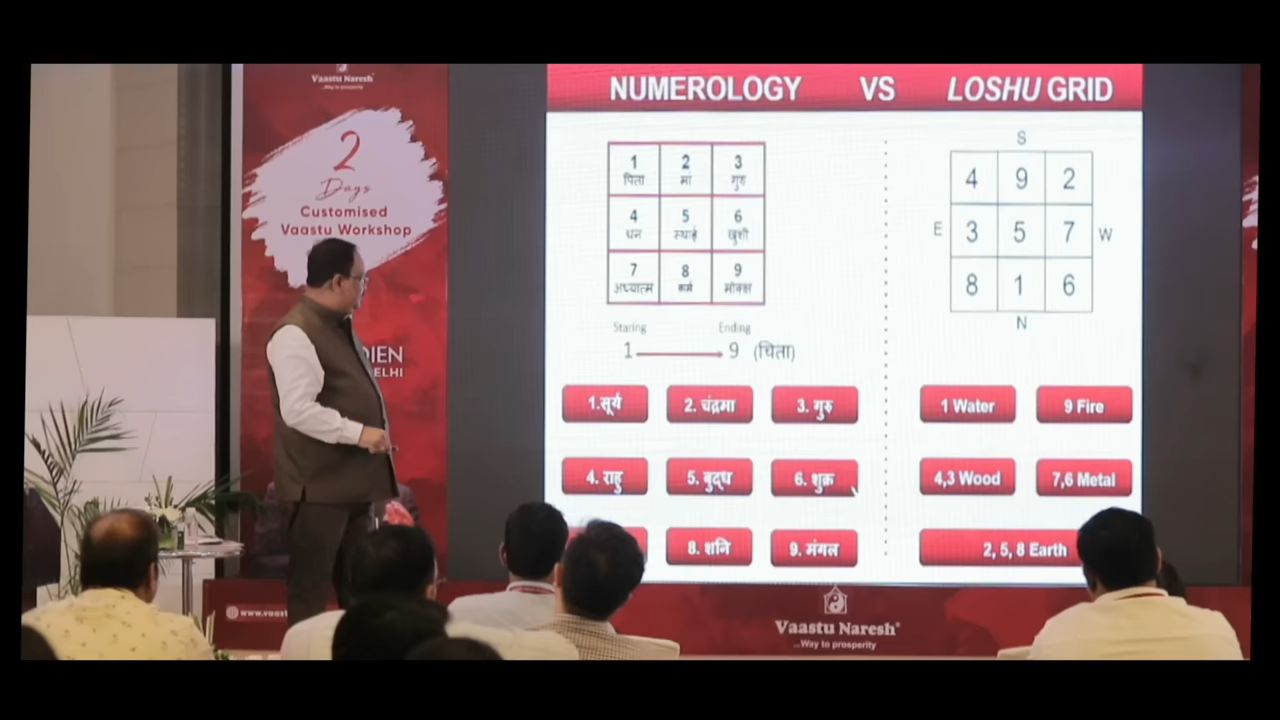 Vaastu Naresh
...Way to prosperity
2
Days
Customised
Vaastu Workshop
DIEN
ELHI
www.vaast
NUMEROLOGY VS LOSHU GRID
1 2 3
पिता मां गुरु
4 5 6
धन स्थाई खुशी
7 8 9
अध्यात्म कर्म मोक्क्ष
Staring Ending
1 9 (चिता)
1.सूर्य 2. चंद्रमा 3. गुरु
4. राहु 5. बुद्ध 6. शुक्र
8. शनि 9. मंगल
S
4 9 2
E 3 5 7 W
8 1 6
N
1 Water 9 Fire
4,3 Wood 7,6 Metal
2, 5, 8 Earth
Vaastu Naresh®
...Way to prosperity